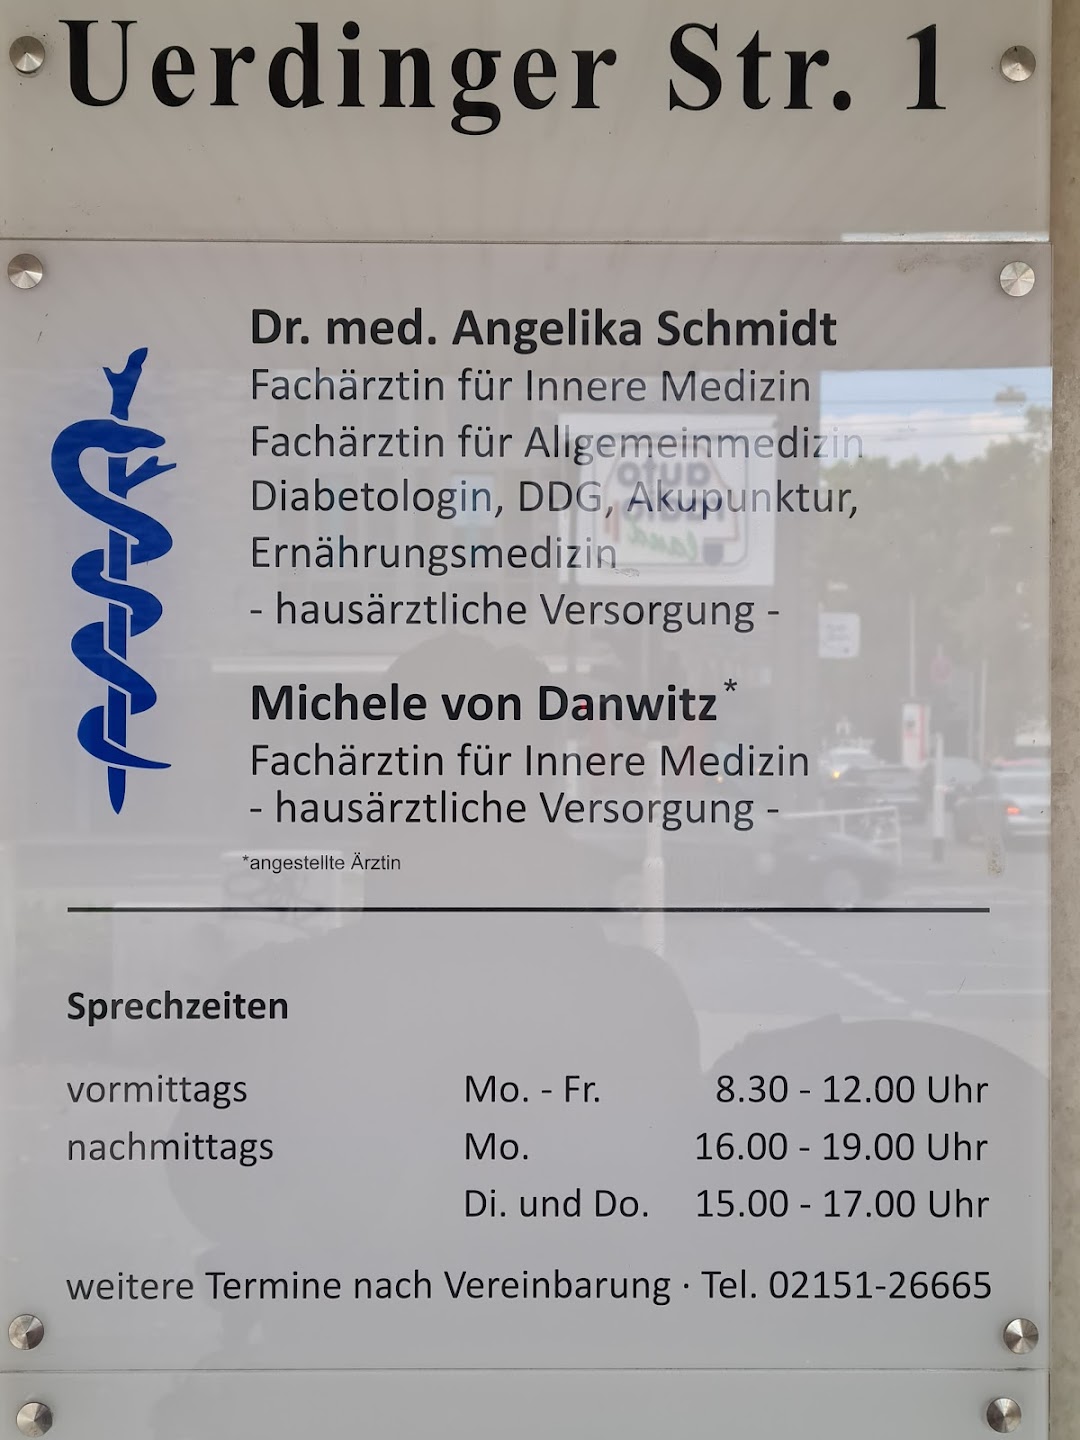 Uerdinger Str. 1
Dr. med. Angelika Schmidt
Fachärztin für Innere Medizin
Fachärztin für Allgemeinmedizin
Diabetologin, DDG, Akupunktur,
Ernährungsmedizin
- hausärztliche Versorgung -
Michele von Danwitz*
Fachärztin für Innere Medizin
- hausärztliche Versorgung -
*angestellte Ärztin
Sprechzeiten
vormittags Mo. - Fr. 8.30 - 12.00 Uhr
nachmittags Mo. 16.00 - 19.00 Uhr
Di. und Do. 15.00 - 17.00 Uhr
weitere Termine nach Vereinbarung · Tel. 02151-26665